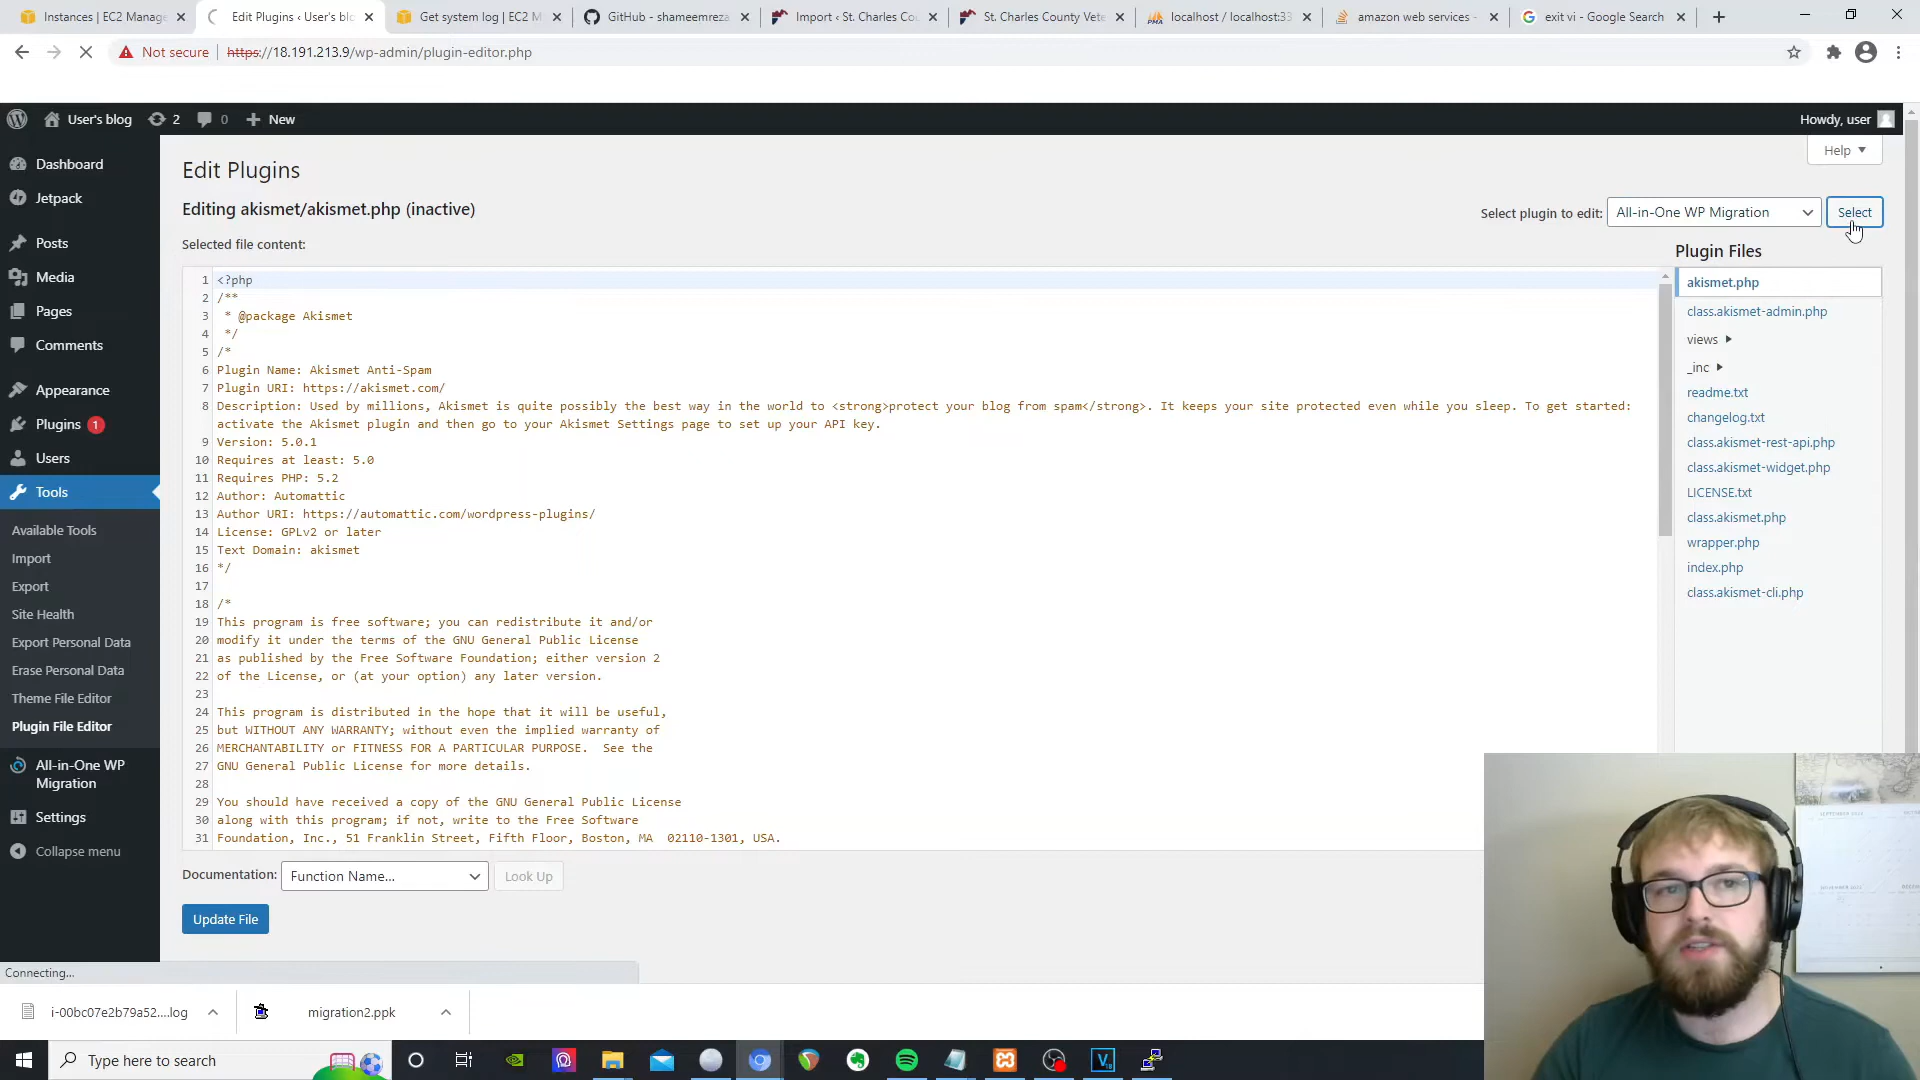 Instances | EC2 Manage
Edit Plugins ‹ User's blo
Get system log | EC2 M
GitHub - shameemreza
Import ‹ St. Charles Cou
St. Charles County Vete
localhost / localhost:33
amazon web services -
exit vi - Google Search
Not secure
https://18.191.213.9/wp-admin/plugin-editor.php
User's blog
2
0
New
Howdy, user
Help
Dashboard
Jetpack
Posts
Media
Pages
Comments
Appearance
Plugins 1
Users
Tools
Available Tools
Import
Export
Site Health
Export Personal Data
Erase Personal Data
Theme File Editor
Plugin File Editor
All-in-One WP
Migration
Settings
Collapse menu
Edit Plugins
Editing akismet/akismet.php (inactive)
Select plugin to edit: All-in-One WP Migration Select
Selected file content:
1 <?php
2 /**
3 * @package Akismet
4 */
5 /*
6 Plugin Name: Akismet Anti-Spam
7 Plugin URI: https://akismet.com/
8 Description: Used by millions, Akismet is quite possibly the best way in the world to <strong>protect your blog from spam</strong>. It keeps your site protected even while you sleep. To get started:
activate the Akismet plugin and then go to your Akismet Settings page to set up your API key.
9 Version: 5.0.1
10 Requires at least: 5.0
11 Requires PHP: 5.2
12 Author: Automattic
13 Author URI: https://automattic.com/wordpress-plugins/
14 License: GPLv2 or later
15 Text Domain: akismet
16 */
17
18 /*
19 This program is free software; you can redistribute it and/or
20 modify it under the terms of the GNU General Public License
21 as published by the Free Software Foundation; either version 2
22 of the License, or (at your option) any later version.
23
24 This program is distributed in the hope that it will be useful,
25 but WITHOUT ANY WARRANTY; without even the implied warranty of
26 MERCHANTABILITY or FITNESS FOR A PARTICULAR PURPOSE.  See the
27 GNU General Public License for more details.
28
29 You should have received a copy of the GNU General Public License
30 along with this program; if not, write to the Free Software
31 Foundation, Inc., 51 Franklin Street, Fifth Floor, Boston, MA  02110-1301, USA.
Plugin Files
akismet.php
class.akismet-admin.php
views
_inc
readme.txt
changelog.txt
class.akismet-rest-api.php
class.akismet-widget.php
LICENSE.txt
class.akismet.php
wrapper.php
index.php
class.akismet-cli.php
Documentation: Function Name... Look Up
Update File
Connecting...
i-00bc07e2b79a52....log
migration2.ppk
Type here to search